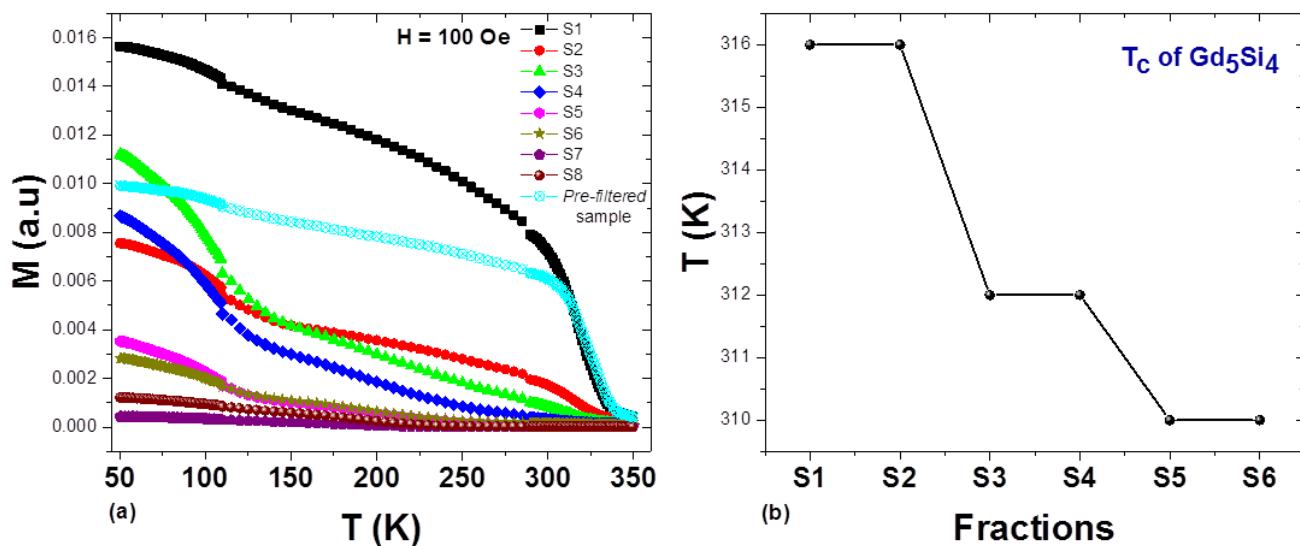 H = 100 Oe
S1
S2
S3
S4
S5
S6
S7
S8
Pre-filtered
sample
M (a.u)
0.016
0.014
0.012
0.010
0.008
0.006
0.004
0.002
0.000
50 100 150 200 250 300 350
(a)
T (K)
T_C of Gd₅Si₄
T (K)
316
315
314
313
312
311
310
S1 S2 S3 S4 S5 S6
(b)
Fractions